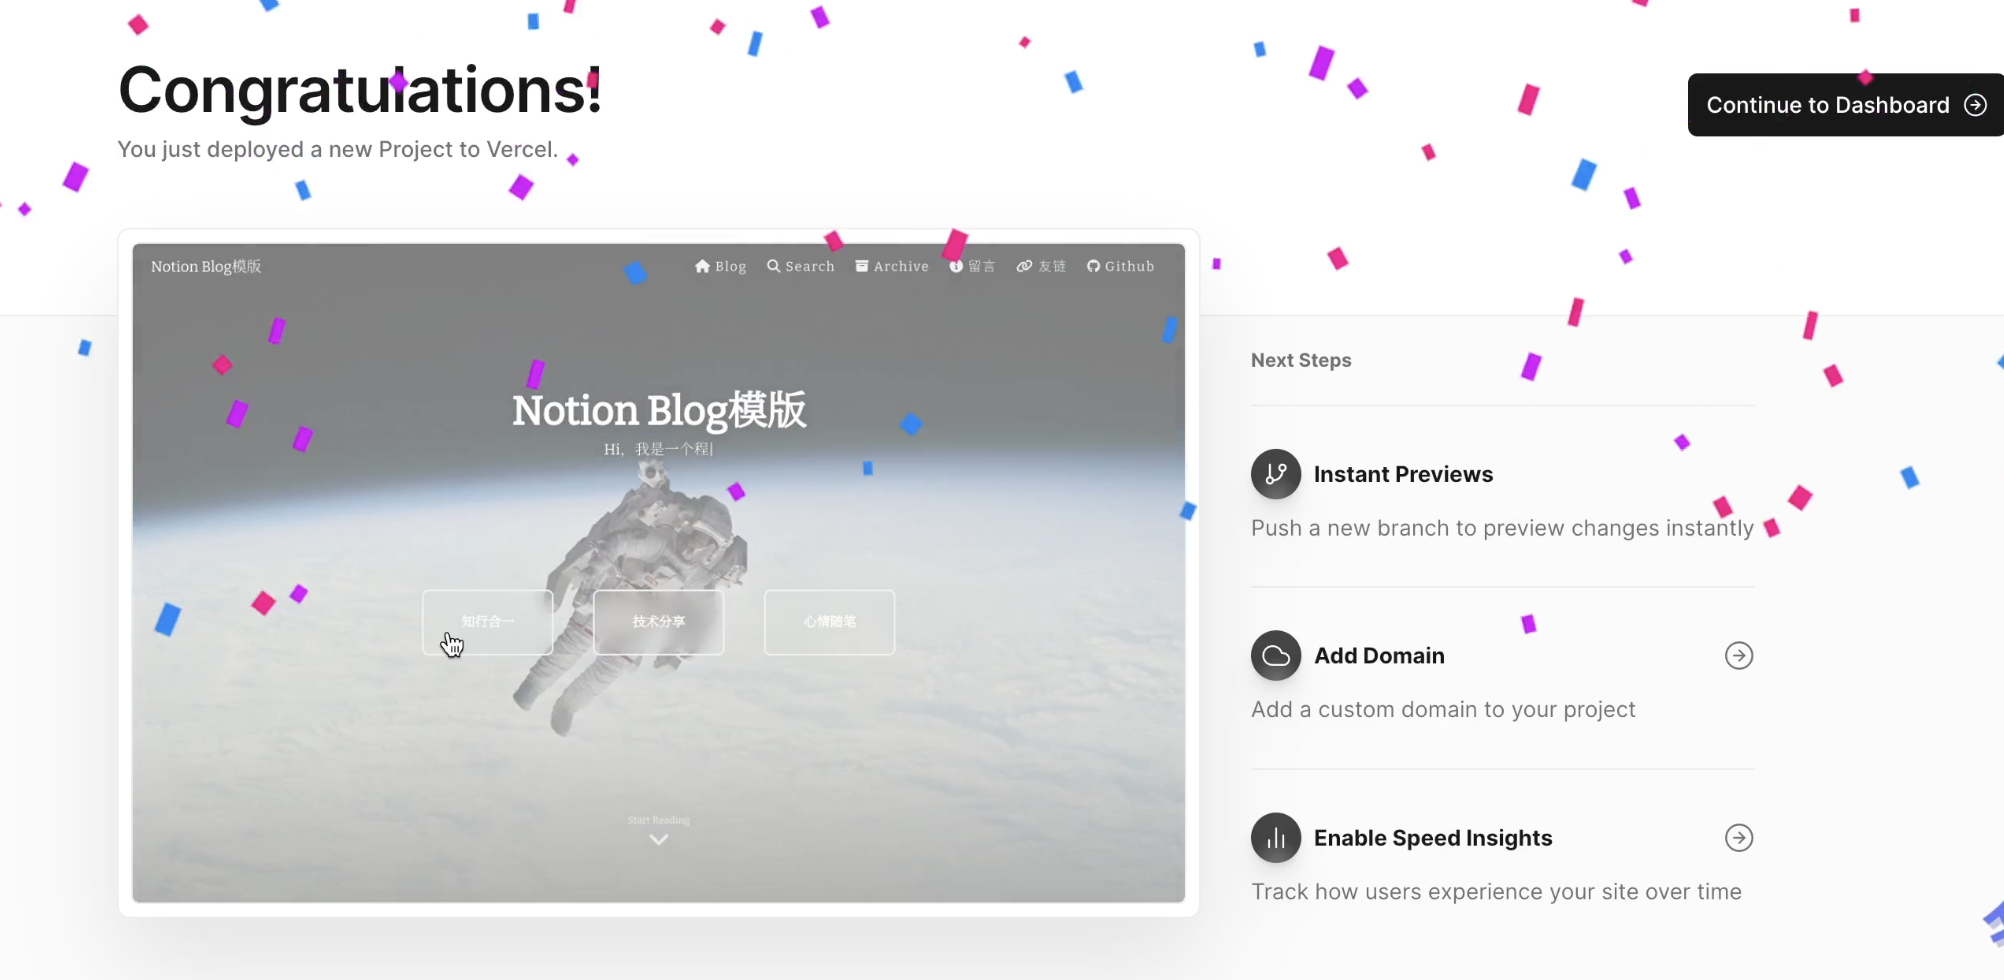 Congratulations!
You just deployed a new Project to Vercel.
Continue to Dashboard
Notion Blog模版
Blog
Search
Archive
留言
友链
Github
Notion Blog模版
Hi，我是一个程|
知行合一
技术分享
心情随笔
Start Reading
Next Steps
Instant Previews
Push a new branch to preview changes instantly
Add Domain
Add a custom domain to your project
Enable Speed Insights
Track how users experience your site over time